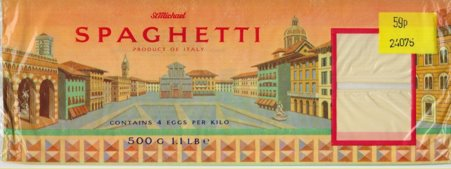 St Michael
SPAGHETTI
PRODUCT OF ITALY
59p
24075
CONTAINS 4 EGGS PER KILO
500 G 1.1 LB e